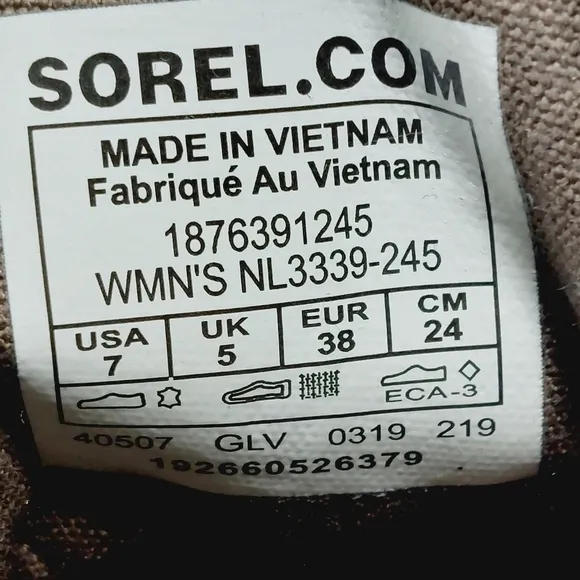 SOREL.COM
MADE IN VIETNAM
Fabriqué Au Vietnam
1876391245
WMN'S NL3339-245
USA UK EUR CM
7 5 38 24
ECA-3
40507 GLV 0319 219
192660526379